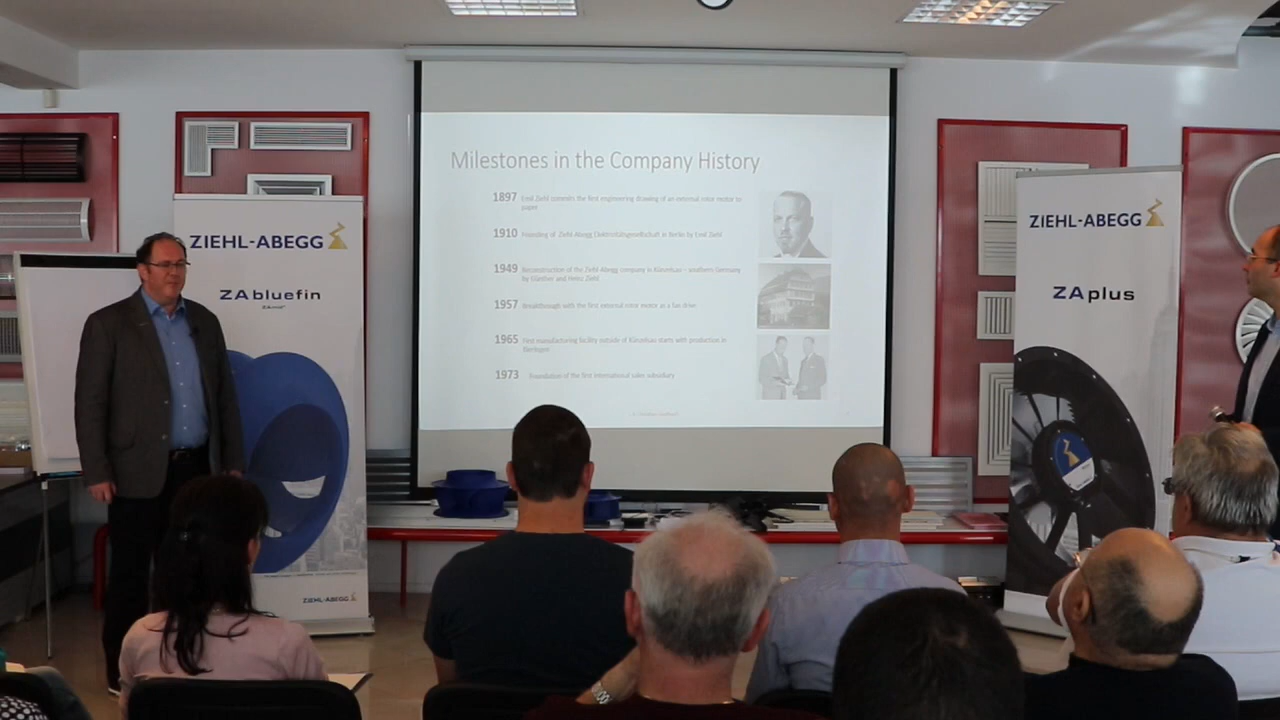 Milestones in the Company History
1897 Emil Ziehl commits the first engineering drawing of an external rotor motor to
paper
1910 Founding of Ziehl-Abegg Elektrizitätsgesellschaft in Berlin by Emil Ziehl
1949 Reconstruction of the Ziehl-Abegg company in Künzelsau – southern Germany
by Günther and Heinz Ziehl
1957 Breakthrough with the first external rotor motor as a fan drive
1965 First manufacturing facility outside of Künzelsau starts with production in
1973 Foundation of the first international sales subsidiary
ZIEHL-ABEGG
ZAbluefin
ZIEHL-ABEGG
ZIEHL-ABEGG
ZAplus